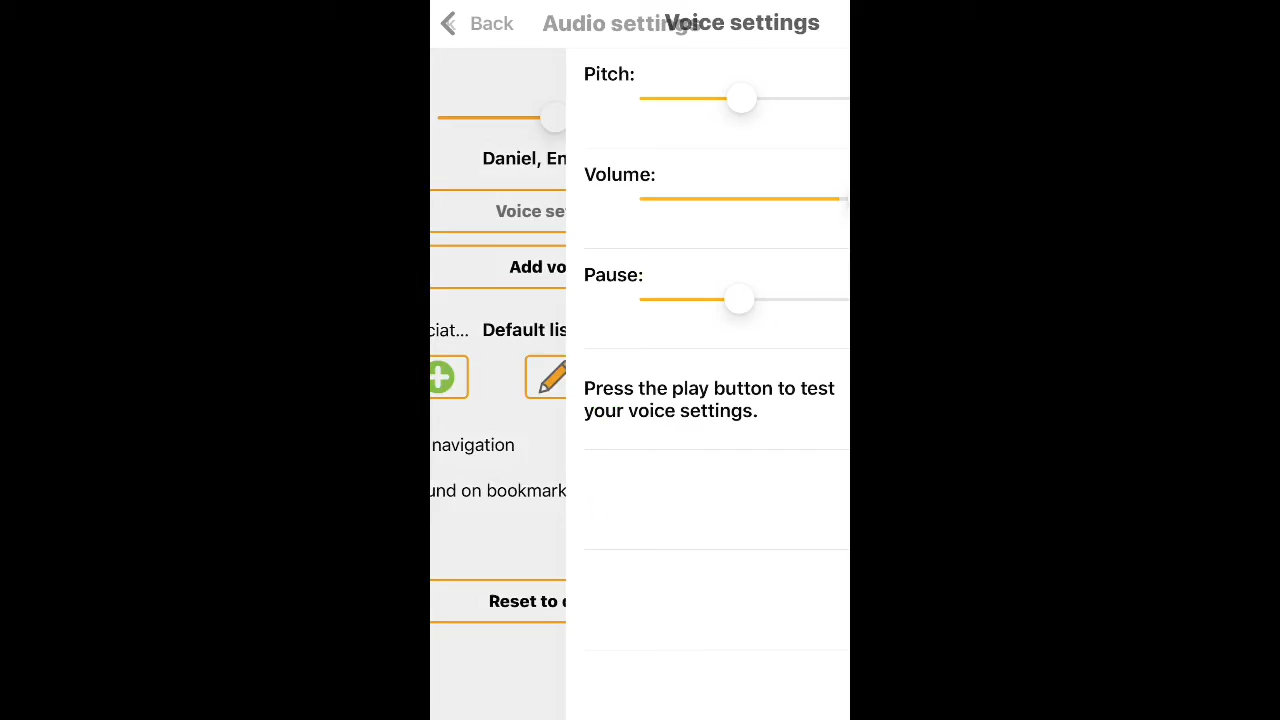 Back
Audio settings
Voice settings
Pitch:
Daniel, En
Volume:
Voice se
Add vo
Pause:
ciat...
Default lis
Press the play button to test
your voice settings.
navigation
und on bookmark
Reset to